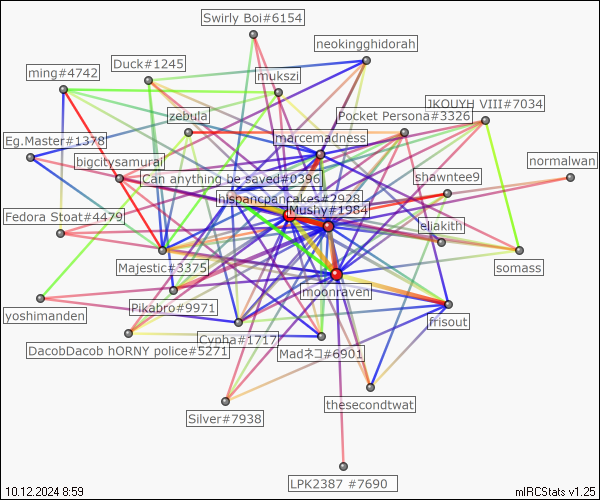 Swirly Boi#6154
neokingghidorah
Duck#1245
ming#4742
mukszi
JKOUYH VIII#7034
zebula
Pocket Persona#3326
Eg.Master#1378
marcemadness
bigcitysamurai
normalwan
Can anything be saved#0396
shawntee9
hispanicpancakes#2928
Mushy#1984
Fedora Stoat#4479
eliakith
Majestic#3375
somass
moonraven
yoshimanden
Pikabro#9971
frisout
Cypha#1717
DacobDacob hORNY police#5271
Madネコ#6901
thesecondtwat
Silver#7938
LPK2387 #7690
10.12.2024 8:59
mIRCStats v1.25